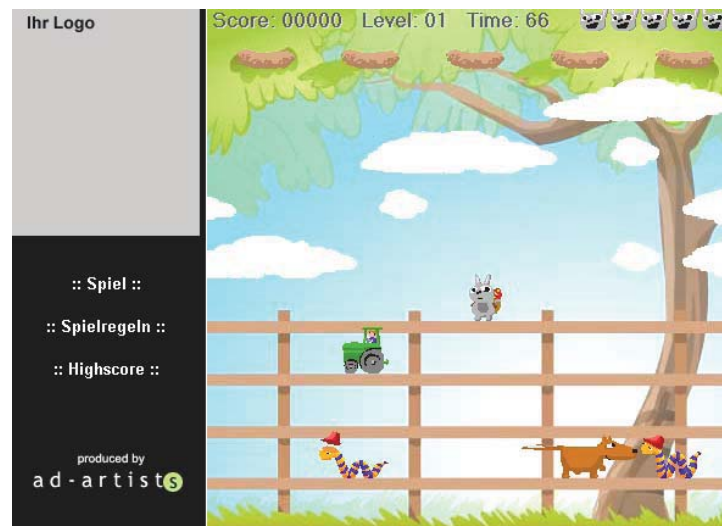 Ihr Logo
Score: 00000 Level: 01 Time: 66
:: Spiel ::
:: Spielregeln ::
:: Highscore ::
produced by
ad-artists